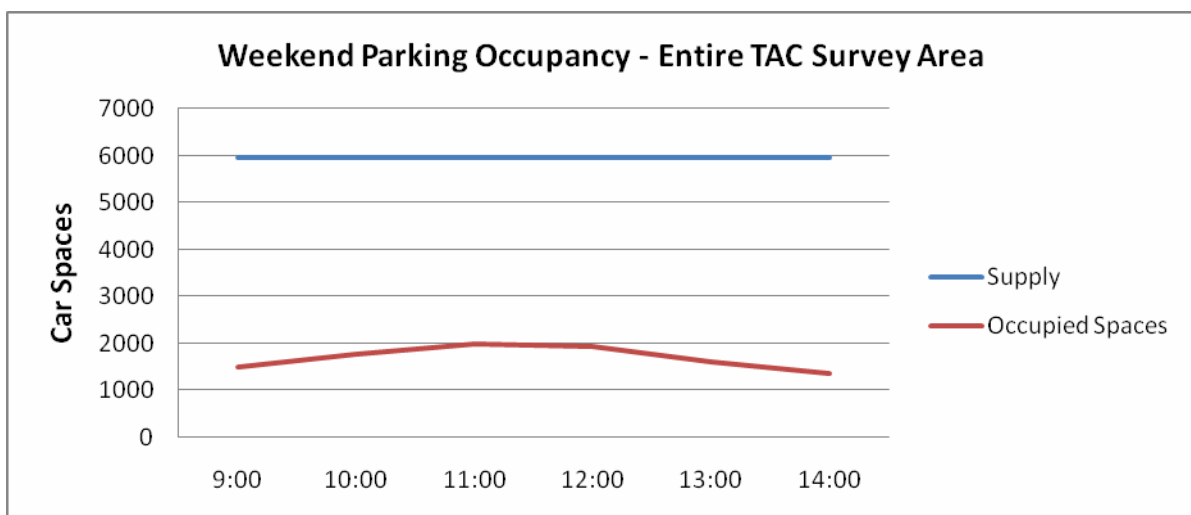 Weekend Parking Occupancy - Entire TAC Survey Area
7000
6000
5000
4000
3000
2000
1000
0
Car Spaces
9:00 10:00 11:00 12:00 13:00 14:00
Supply
Occupied Spaces